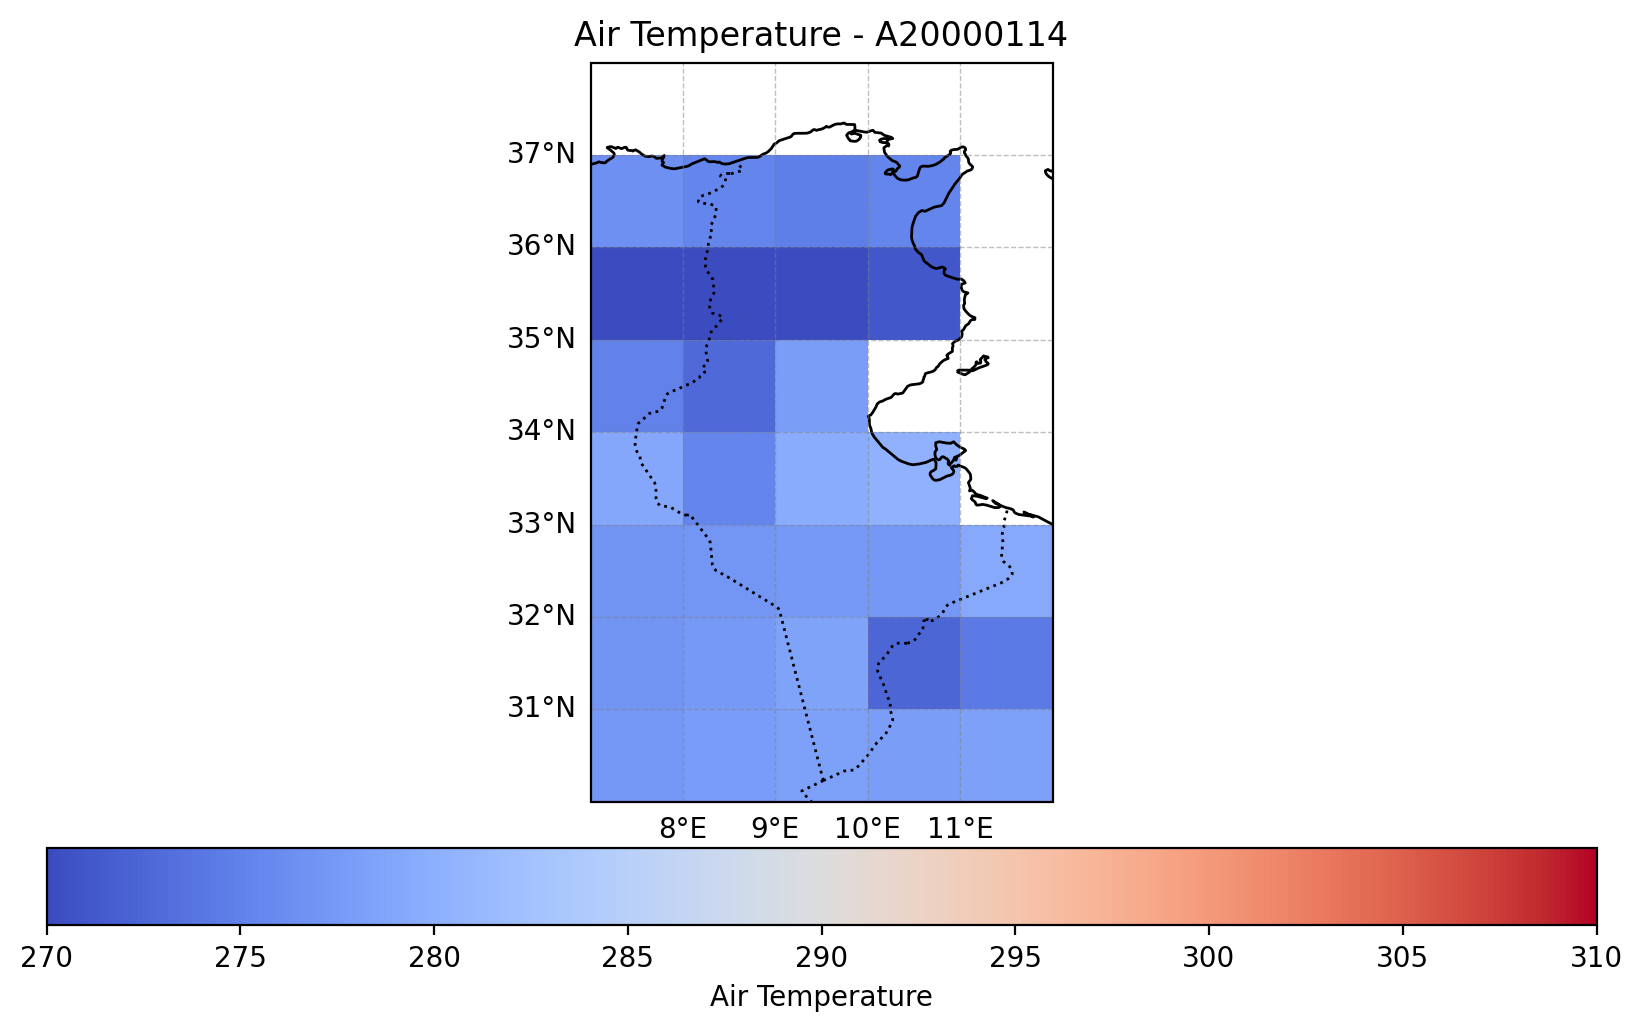 Air Temperature - A20000114
37°N
36°N
35°N
34°N
33°N
32°N
31°N
8°E 9°E 10°E 11°E
270 275 280 285 290 295 300 305 310
Air Temperature